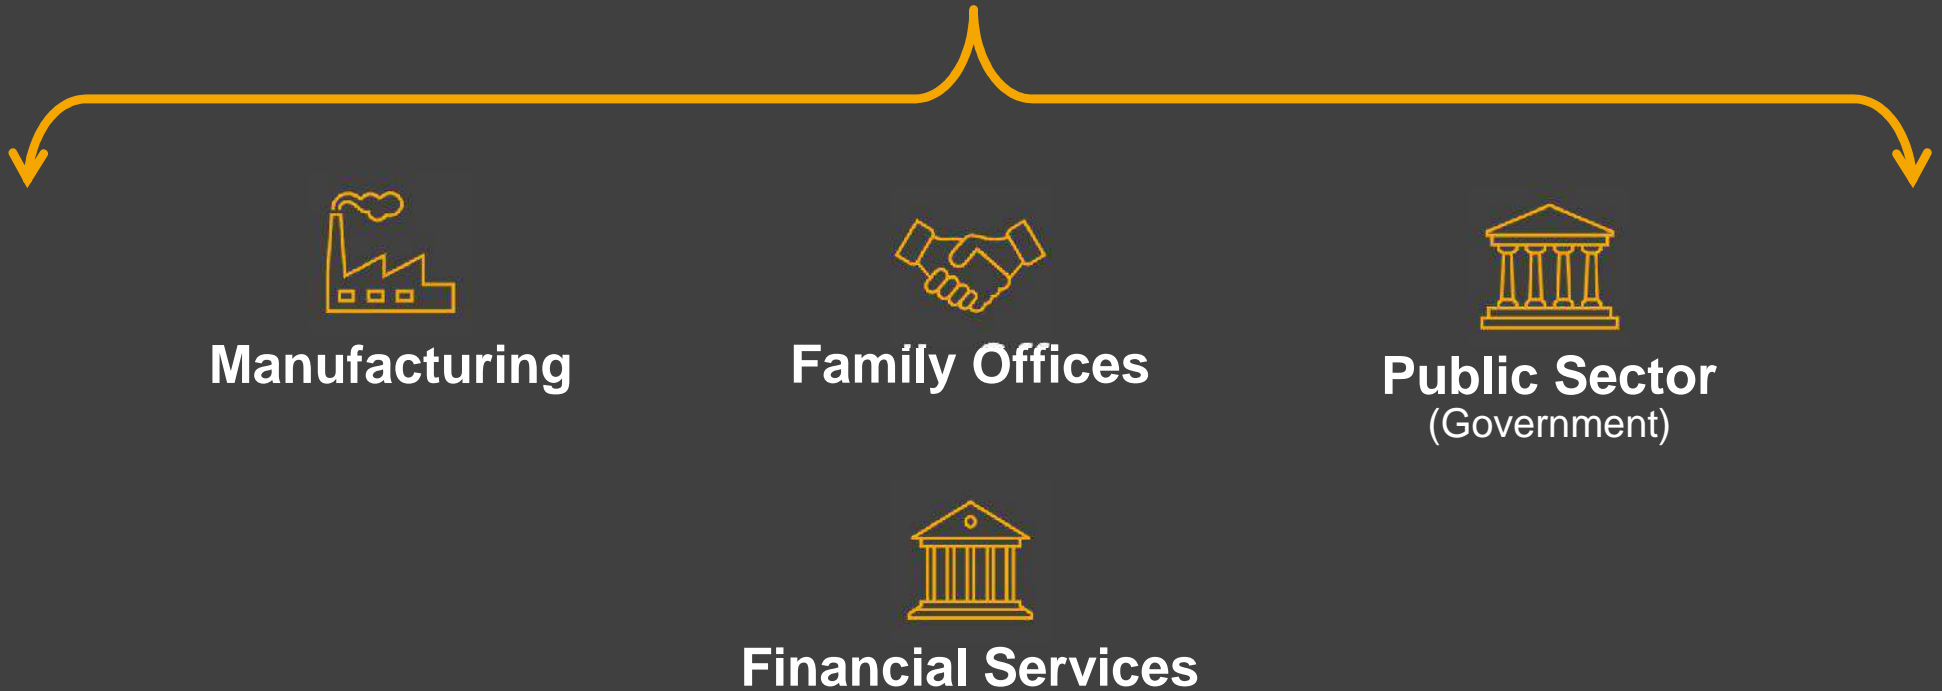 Manufacturing
Family Offices
Public Sector
(Government)
Financial Services